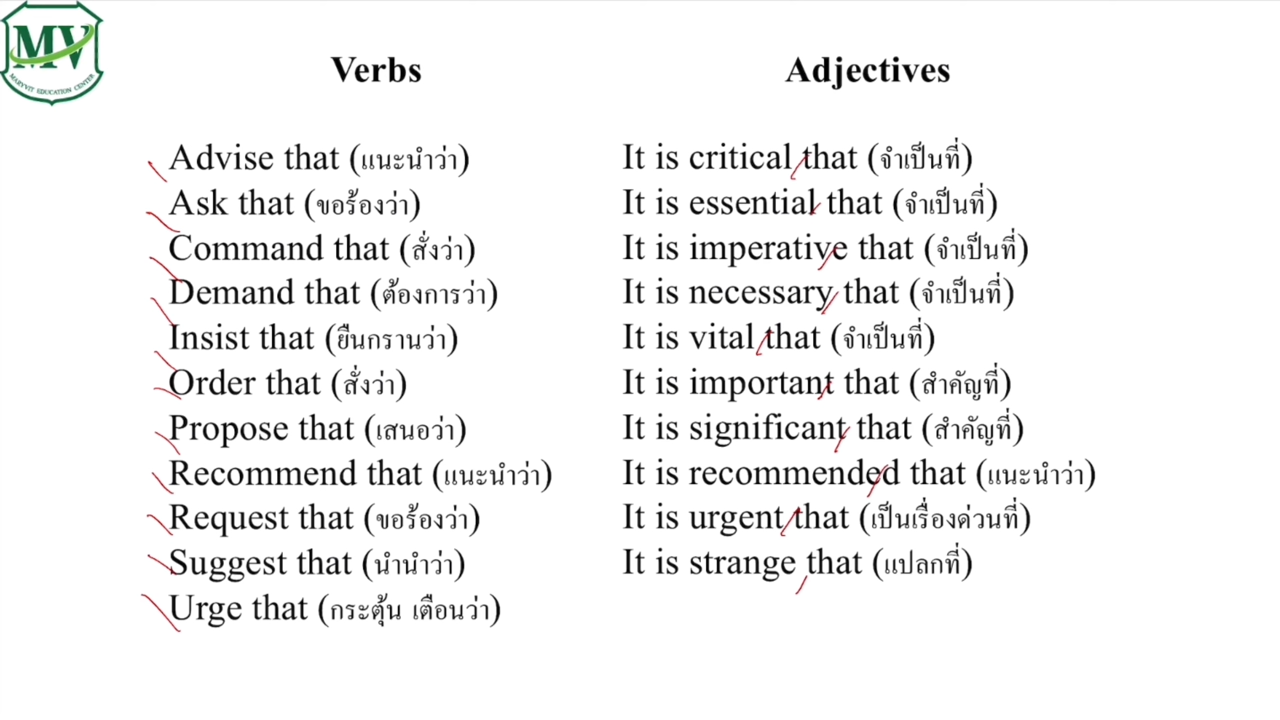 MV
MARYVIT EDUCATION CENTER
Verbs
Advise that (แนะนำว่า)
Ask that (ขอร้องว่า)
Command that (สั่งว่า)
Demand that (ต้องการว่า)
Insist that (ยืนกรานว่า)
Order that (สั่งว่า)
Propose that (เสนอว่า)
Recommend that (แนะนำว่า)
Request that (ขอร้องว่า)
Suggest that (นำนำว่า)
Urge that (กระตุ้น เตือนว่า)
Adjectives
It is critical that (จำเป็นที่)
It is essential that (จำเป็นที่)
It is imperative that (จำเป็นที่)
It is necessary that (จำเป็นที่)
It is vital that (จำเป็นที่)
It is important that (สำคัญที่)
It is significant that (สำคัญที่)
It is recommended that (แนะนำว่า)
It is urgent that (เป็นเรื่องด่วนที่)
It is strange that (แปลกที่)